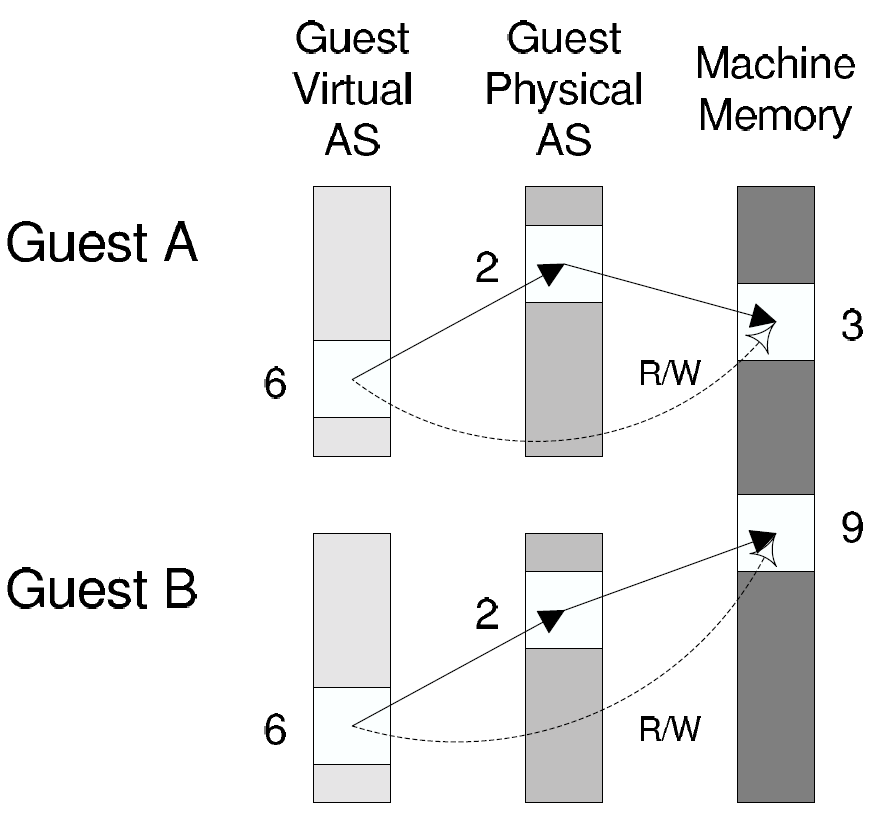 Guest
Virtual
AS
Guest
Physical
AS
Machine
Memory
Guest A
2
3
R/W
6
9
Guest B
2
6
R/W